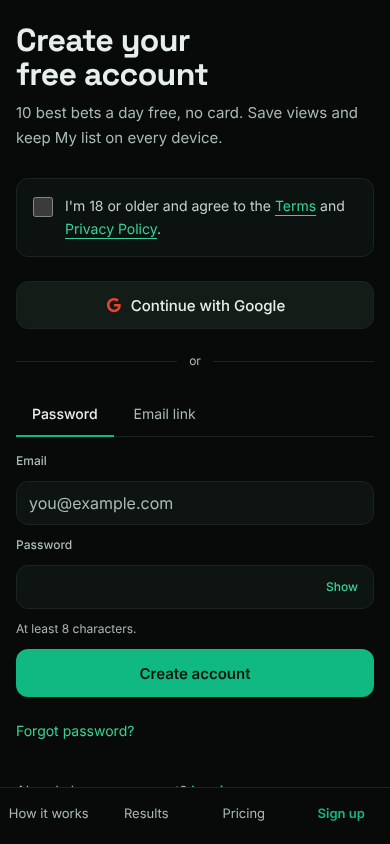 Create your
free account
10 best bets a day free, no card. Save views and
keep My list on every device.
I'm 18 or older and agree to the Terms and
Privacy Policy.
Continue with Google
or
Password
Email link
Email
you@example.com
Password
Show
At least 8 characters.
Create account
Forgot password?
How it works
Results
Pricing
Sign up